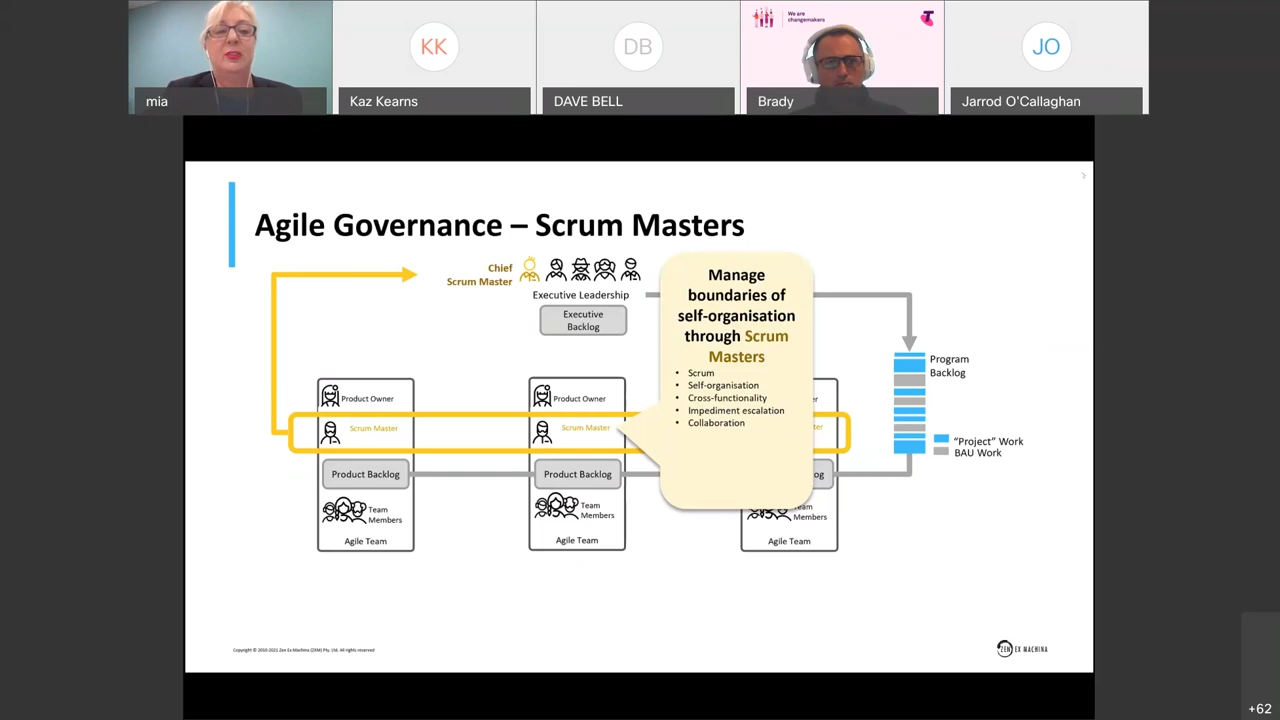 We are
changemakers
KK
DB
JO
mia
Kaz Kearns
DAVE BELL
Brady
Jarrod O'Callaghan
Agile Governance – Scrum Masters
Chief
Scrum Master
Executive Leadership
Executive
Backlog
Manage
boundaries of
self-organisation
through Scrum
Masters
• Scrum
• Self-organisation
• Cross-functionality
• Impediment escalation
• Collaboration
Program
Backlog
"Project" Work
BAU Work
Product Owner
Scrum Master
Product Backlog
Team
Members
Agile Team
Product Owner
Scrum Master
Product Backlog
Team
Members
Agile Team
er
ter
og
eam
Members
Agile Team
Copyright © 2010-2021 Zen Ex Machina (ZXM) Pty, Ltd. All rights reserved
ZEN EX MACHINA
+62